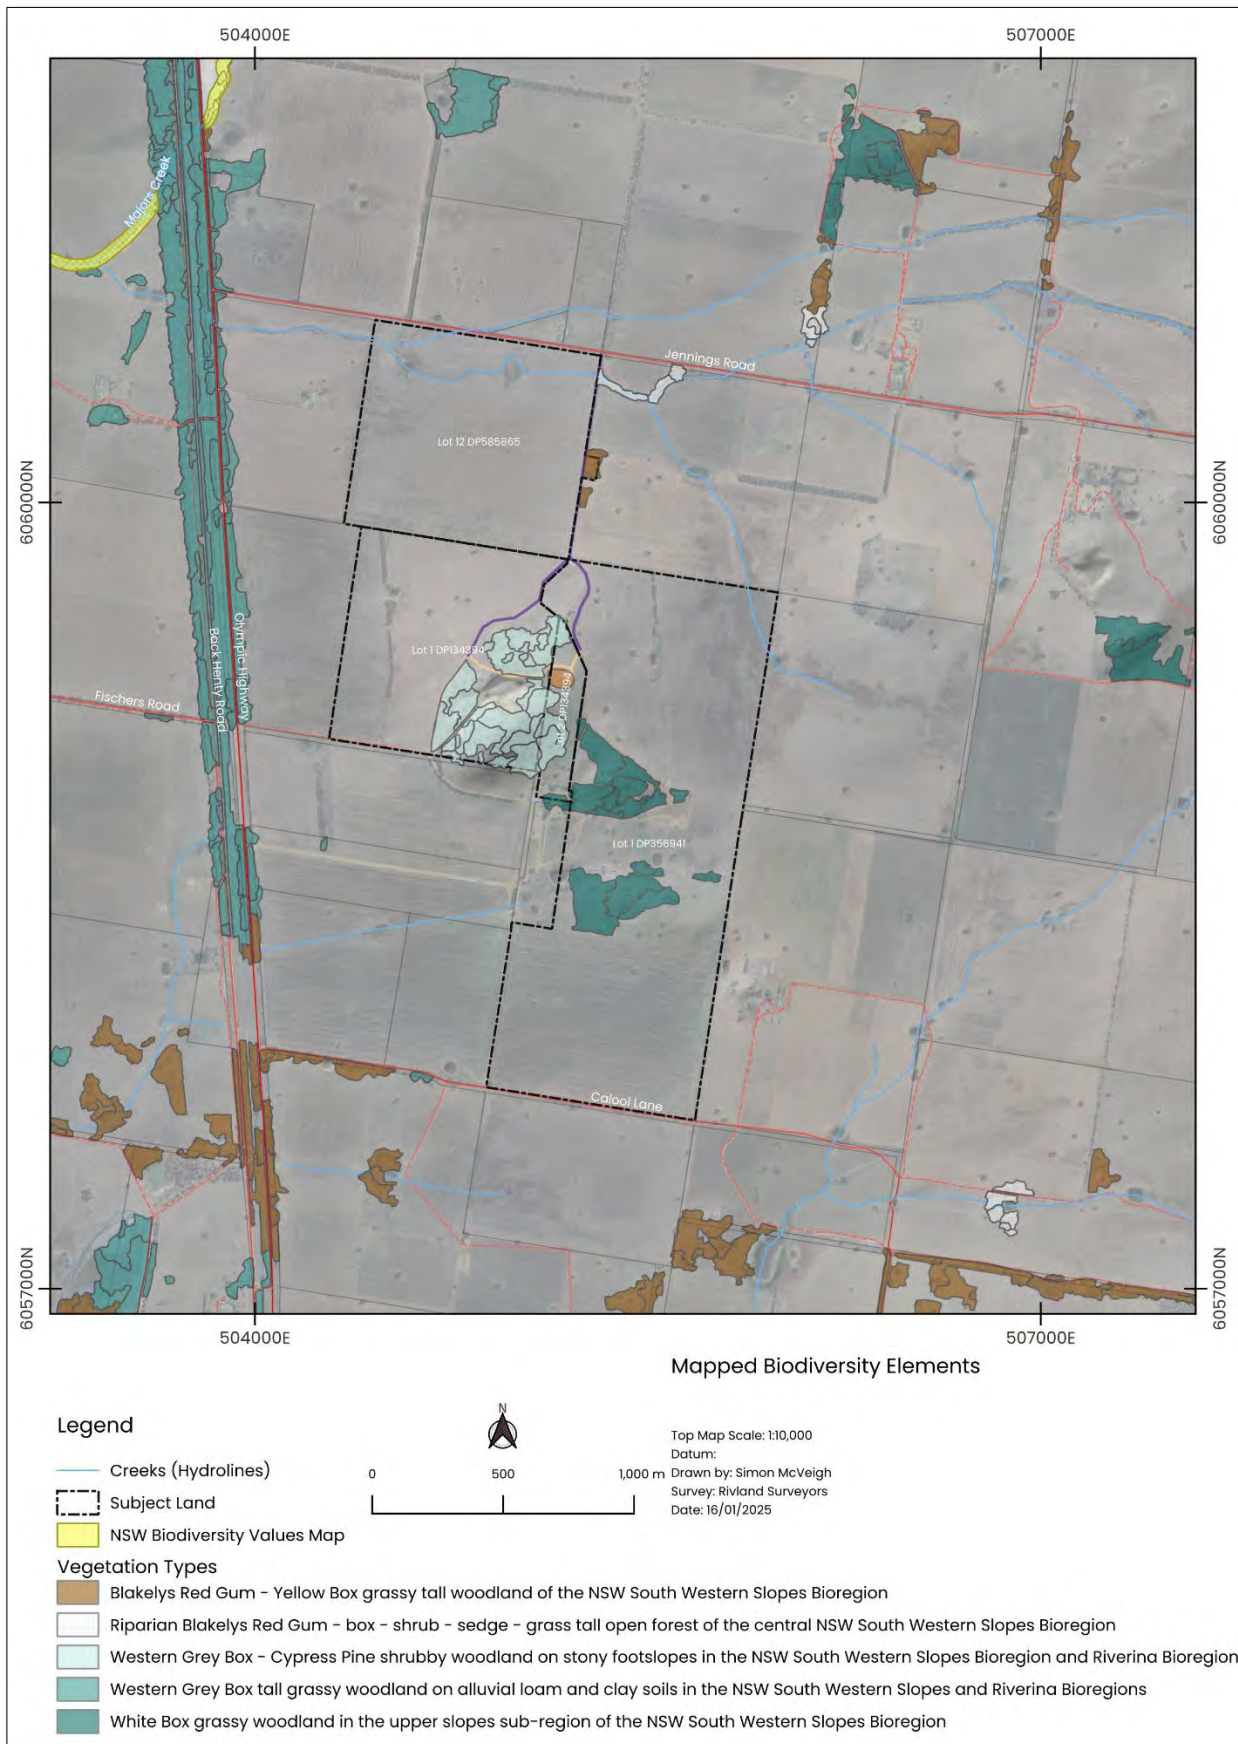 504000E
507000E
Majors Creek
Jennings Road
Lot 12 DP585865
6060000N
6060000N
Olympic Highway
Back Henty Road
Lot 1 DP134394
Lot 2 DP134394
Fischers Road
Lot 1 DP356941
Calool Lane
6057000N
6057000N
504000E
507000E
Mapped Biodiversity Elements
Legend
N
Creeks (Hydrolines)
Subject Land
NSW Biodiversity Values Map
0 500 1,000 m
Top Map Scale: 1:10,000
Datum:
Drawn by: Simon McVeigh
Survey: Rivland Surveyors
Date: 16/01/2025
Vegetation Types
Blakelys Red Gum - Yellow Box grassy tall woodland of the NSW South Western Slopes Bioregion
Riparian Blakelys Red Gum - box - shrub - sedge - grass tall open forest of the central NSW South Western Slopes Bioregion
Western Grey Box - Cypress Pine shrubby woodland on stony footslopes in the NSW South Western Slopes Bioregion and Riverina Bioregion
Western Grey Box tall grassy woodland on alluvial loam and clay soils in the NSW South Western Slopes and Riverina Bioregions
White Box grassy woodland in the upper slopes sub-region of the NSW South Western Slopes Bioregion